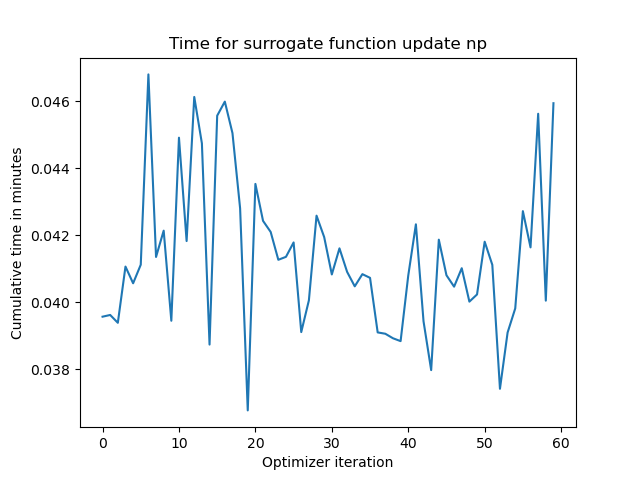 Time for surrogate function update np
Cumulative time in minutes
0.046
0.044
0.042
0.040
0.038
0 10 20 30 40 50 60
Optimizer iteration